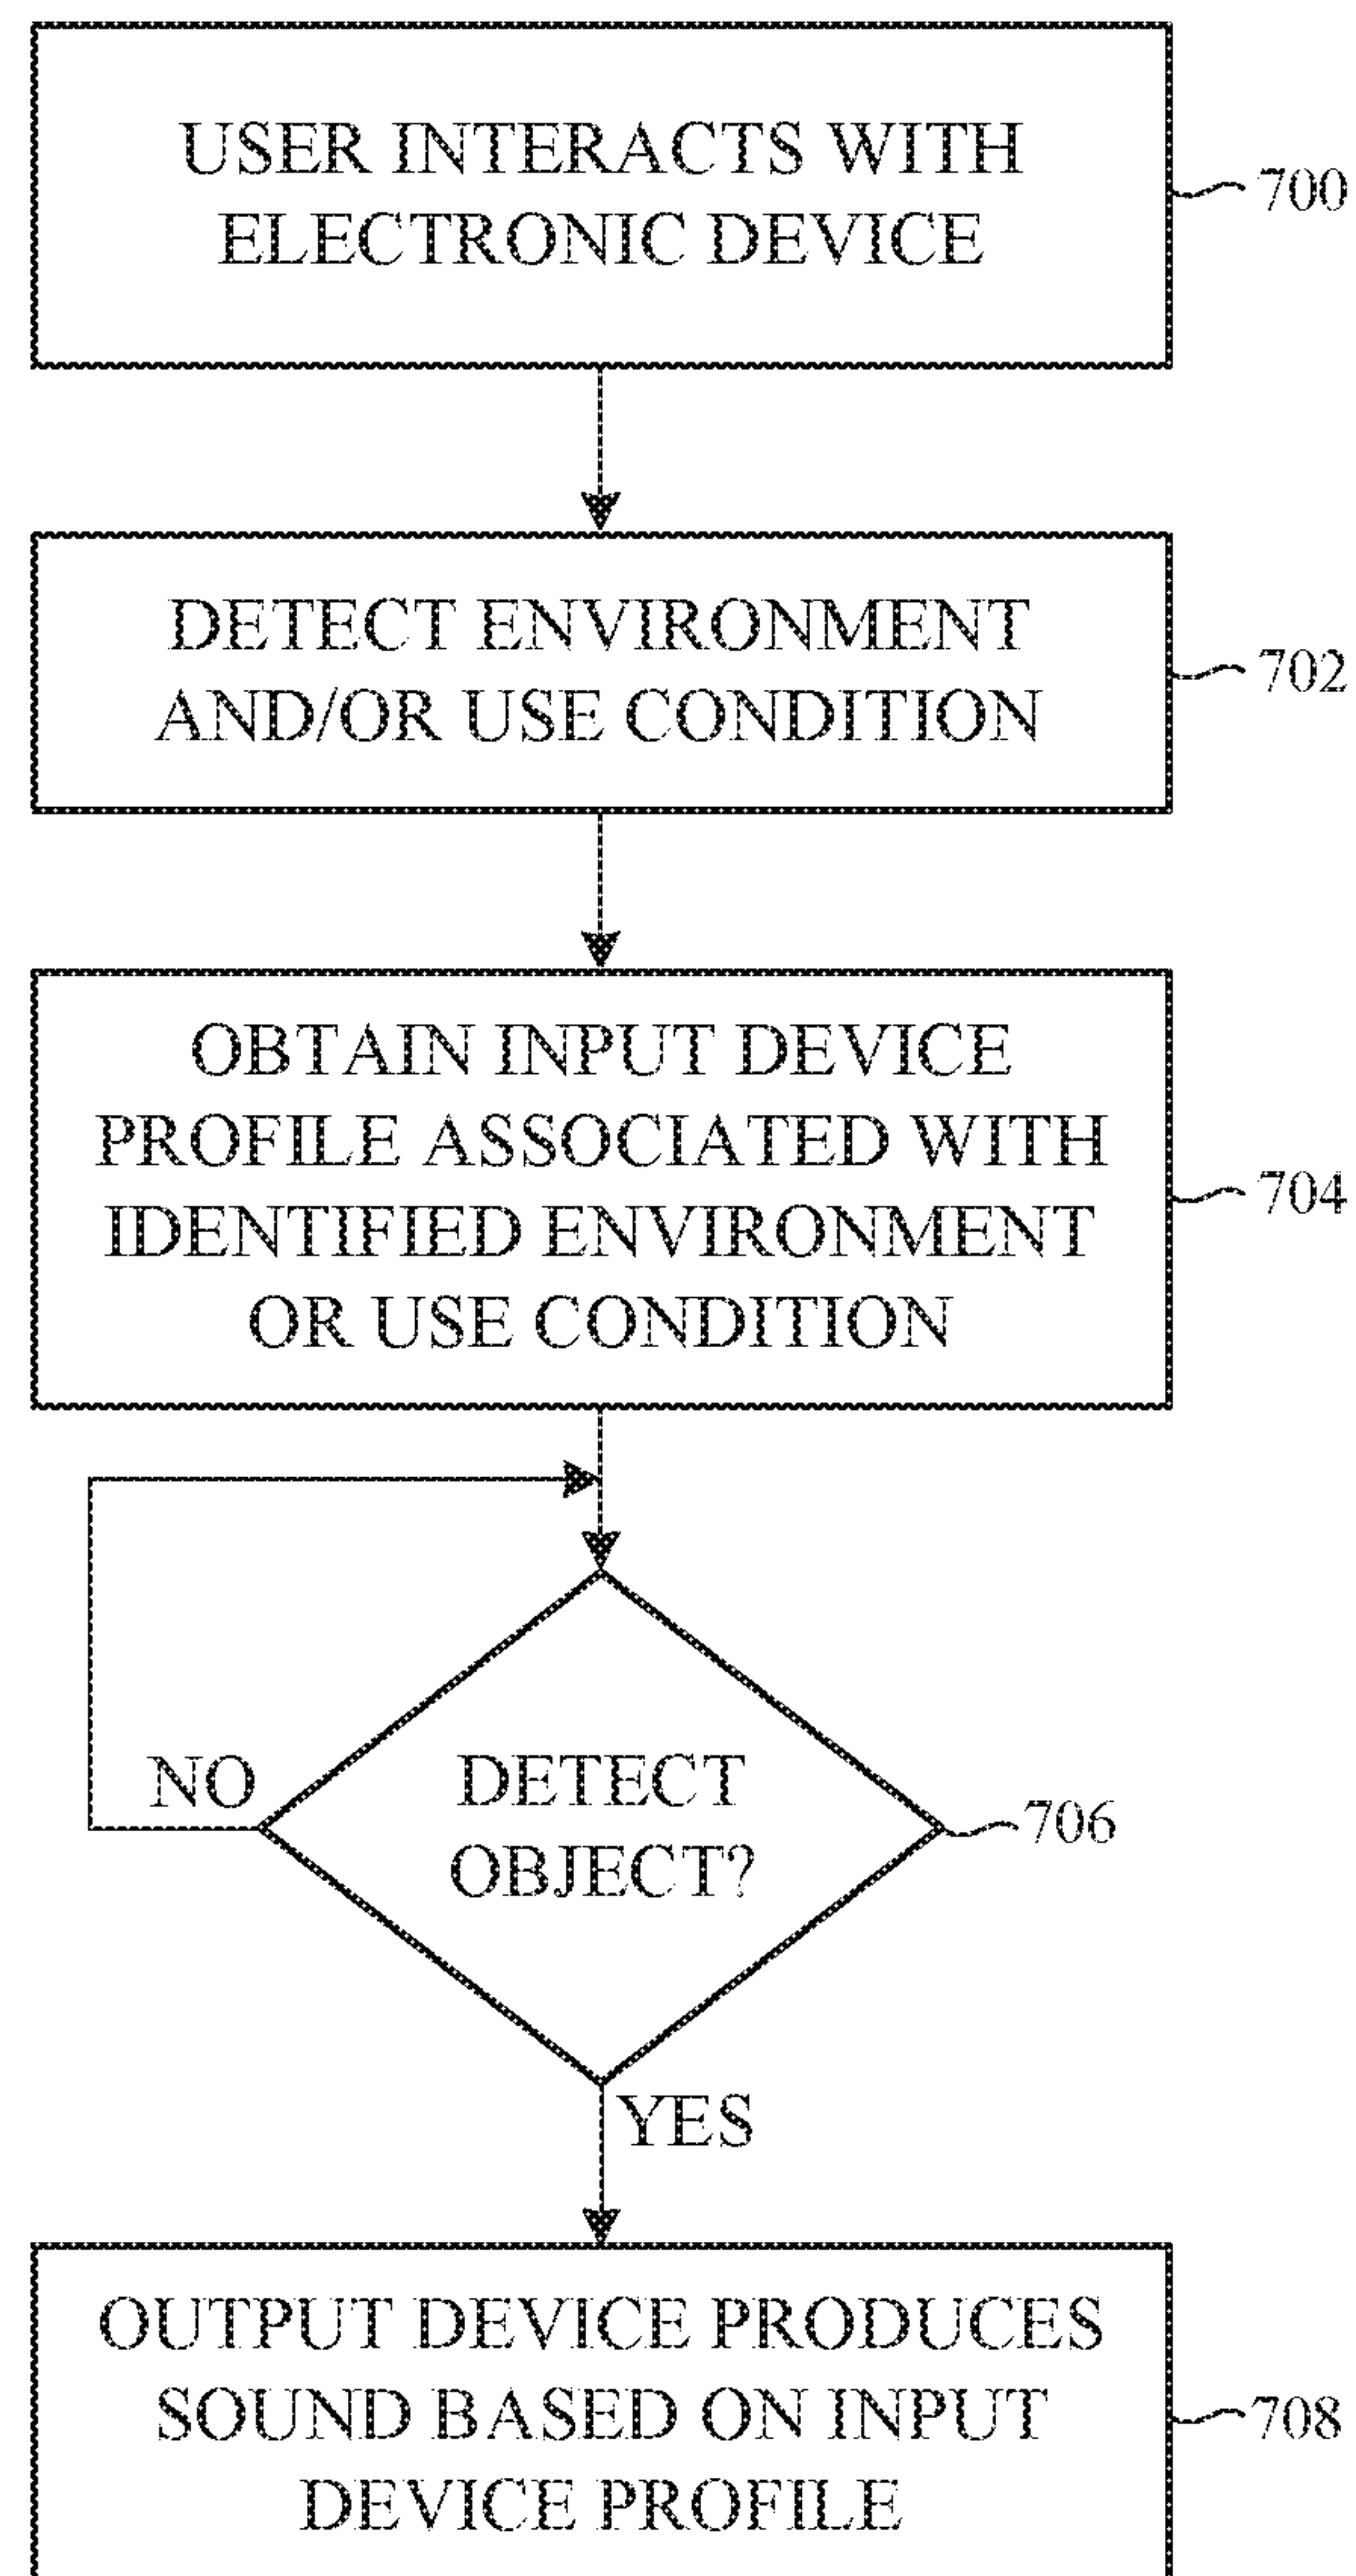 USER INTERACTS WITH
ELECTRONIC DEVICE
700
DETECT ENVIRONMENT
AND/OR USE CONDITION
702
OBTAIN INPUT DEVICE
PROFILE ASSOCIATED WITH
IDENTIFIED ENVIRONMENT
OR USE CONDITION
704
NO
DETECT
OBJECT?
706
YES
OUTPUT DEVICE PRODUCES
SOUND BASED ON INPUT
DEVICE PROFILE
708